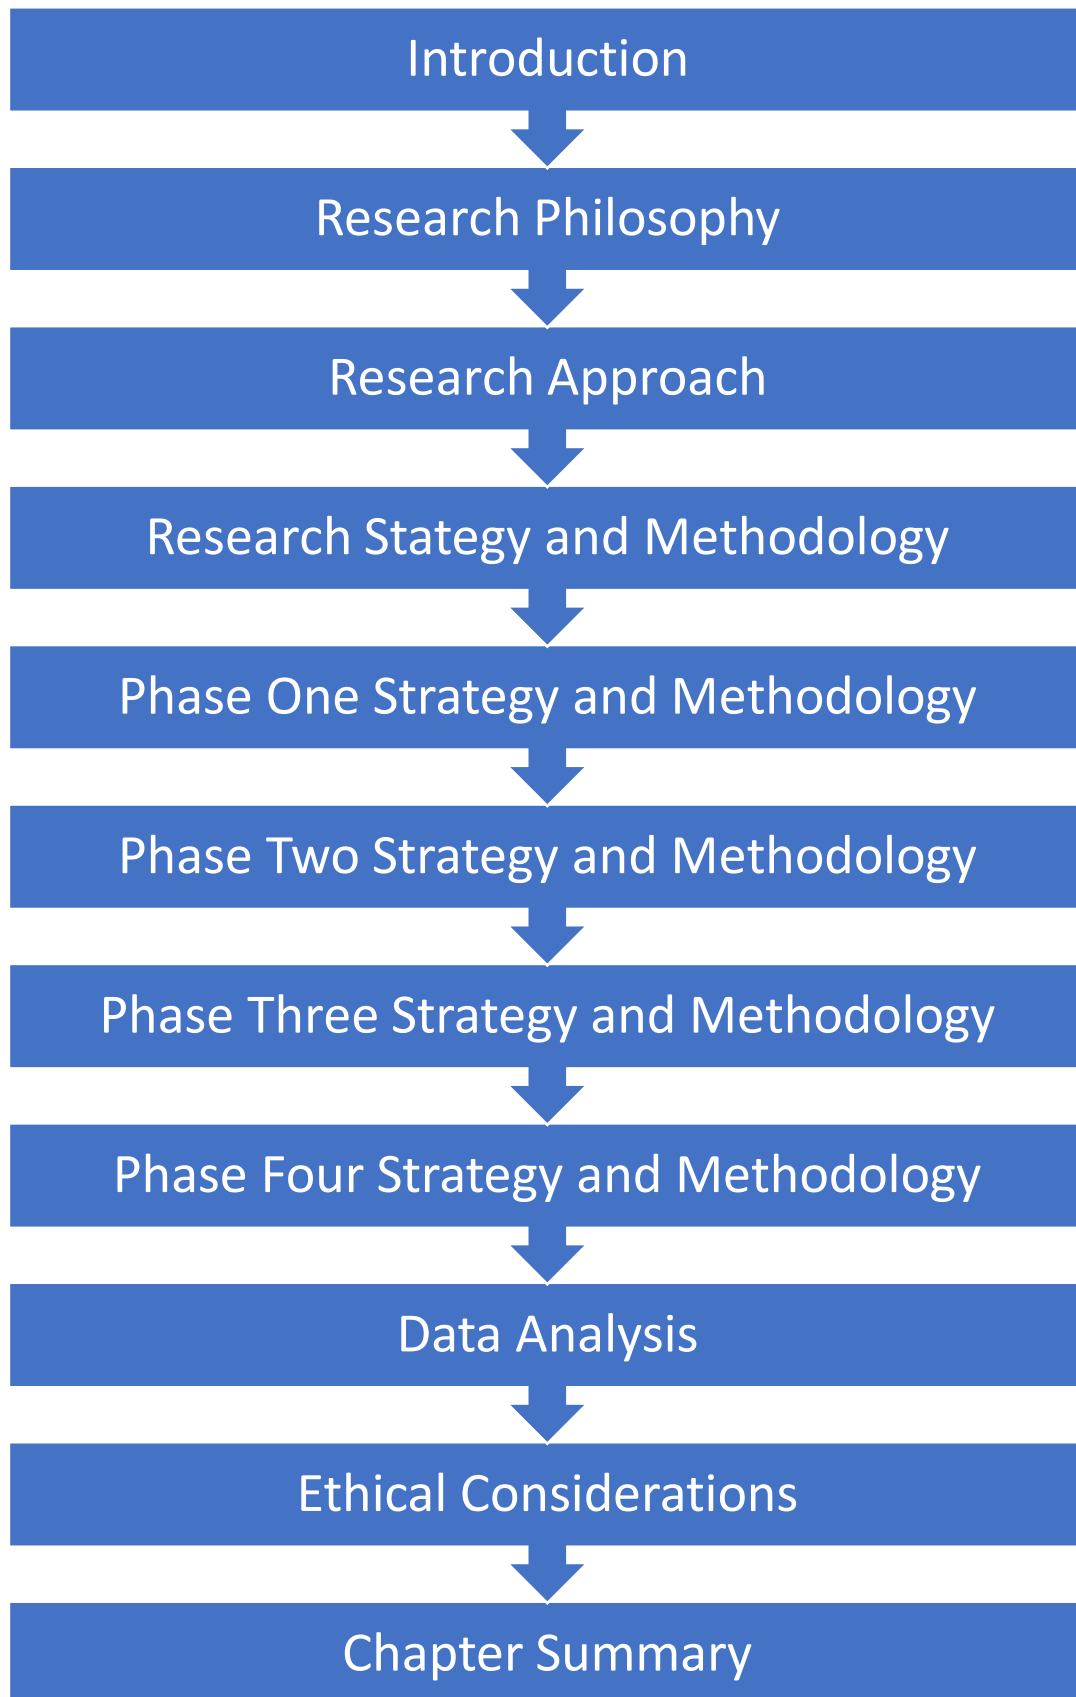 Introduction
Research Philosophy
Research Approach
Research Stategy and Methodology
Phase One Strategy and Methodology
Phase Two Strategy and Methodology
Phase Three Strategy and Methodology
Phase Four Strategy and Methodology
Data Analysis
Ethical Considerations
Chapter Summary